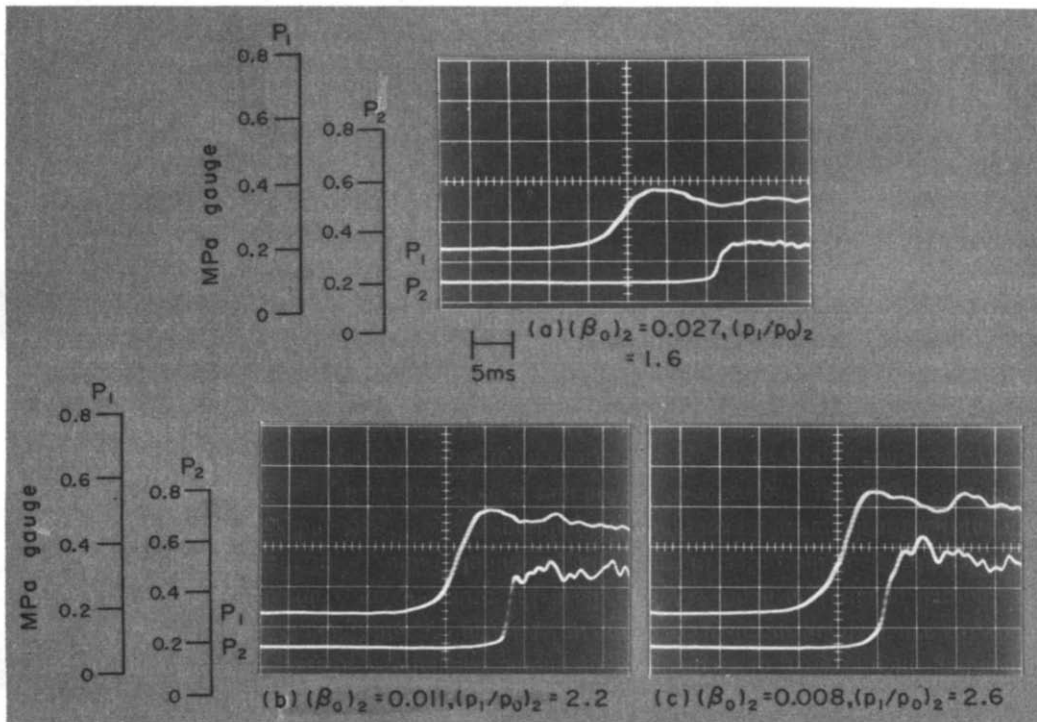 P₁
0.8
0.6
0.4
0.2
0
MPa gauge
P₂
0.8
0.6
0.4
0.2
0
P₁
P₂
5ms
(a) (β₀)₂ = 0.027, (p₁/p₀)₂
= 1.6
P₁
0.8
0.6
0.4
0.2
0
MPa gauge
P₂
0.8
0.6
0.4
0.2
0
P₁
P₂
(b) (β₀)₂ = 0.011, (p₁/p₀)₂ = 2.2
(c) (β₀)₂ = 0.008, (p₁/p₀)₂ = 2.6